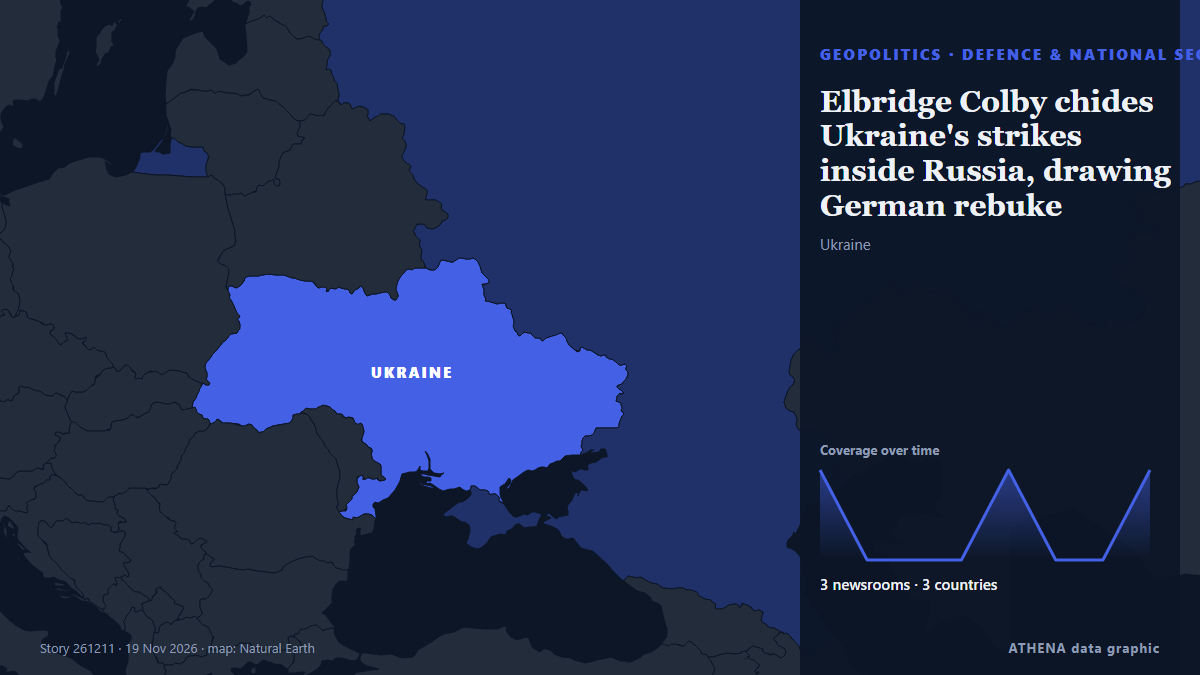 GEOPOLITICS · DEFENCE & NATIONAL
Elbridge Colby chides
Ukraine's strikes
inside Russia, drawing
German rebuke
Ukraine
UKRAINE
Coverage over time
3 newsrooms · 3 countries
Story 261211 · 19 Nov 2026 · map: Natural Earth
ATHENA data graphic